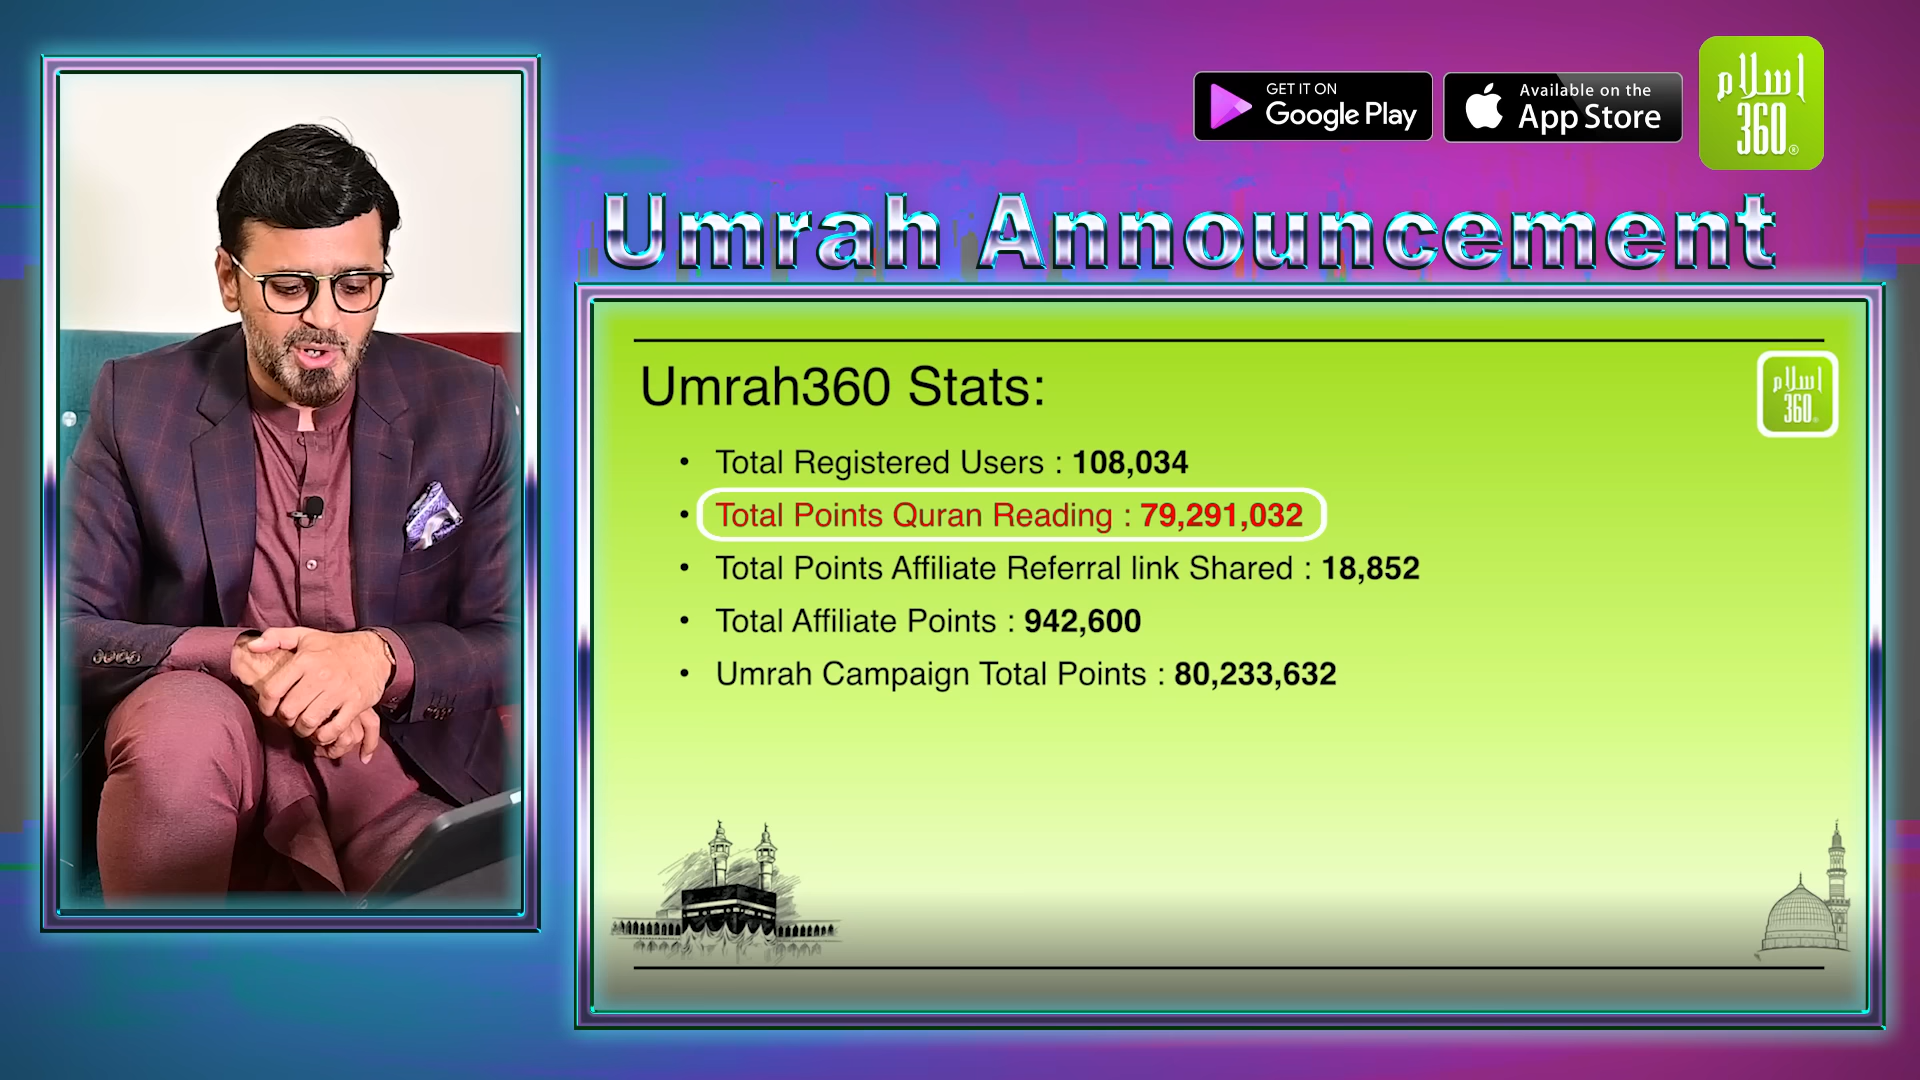 GET IT ON
Google Play
Available on the
App Store
اسلام
360®
Umrah Announcement
Umrah360 Stats:
اسلام
360
• Total Registered Users : 108,034
• Total Points Quran Reading : 79,291,032
• Total Points Affiliate Referral link Shared : 18,852
• Total Affiliate Points : 942,600
• Umrah Campaign Total Points : 80,233,632